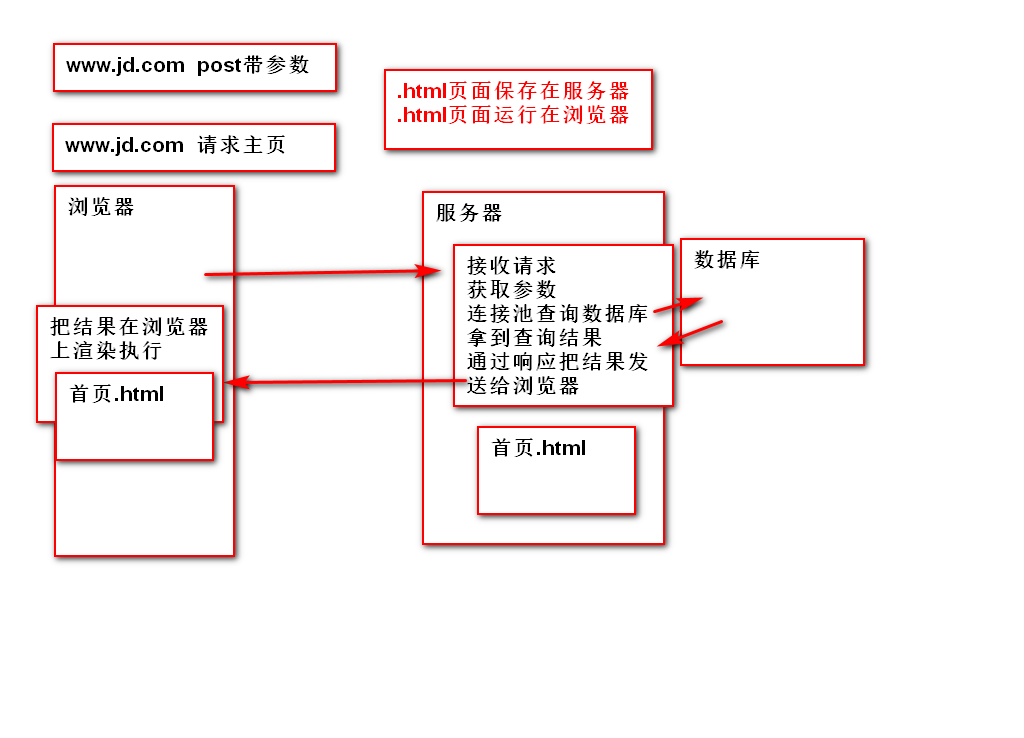 www.jd.com post带参数
.html页面保存在服务器
.html页面运行在浏览器
www.jd.com 请求主页
浏览器
把结果在浏览器
上渲染执行
首页.html
服务器
接收请求
获取参数
连接池查询数据库
拿到查询结果
通过响应把结果发
送给浏览器
首页.html
数据库